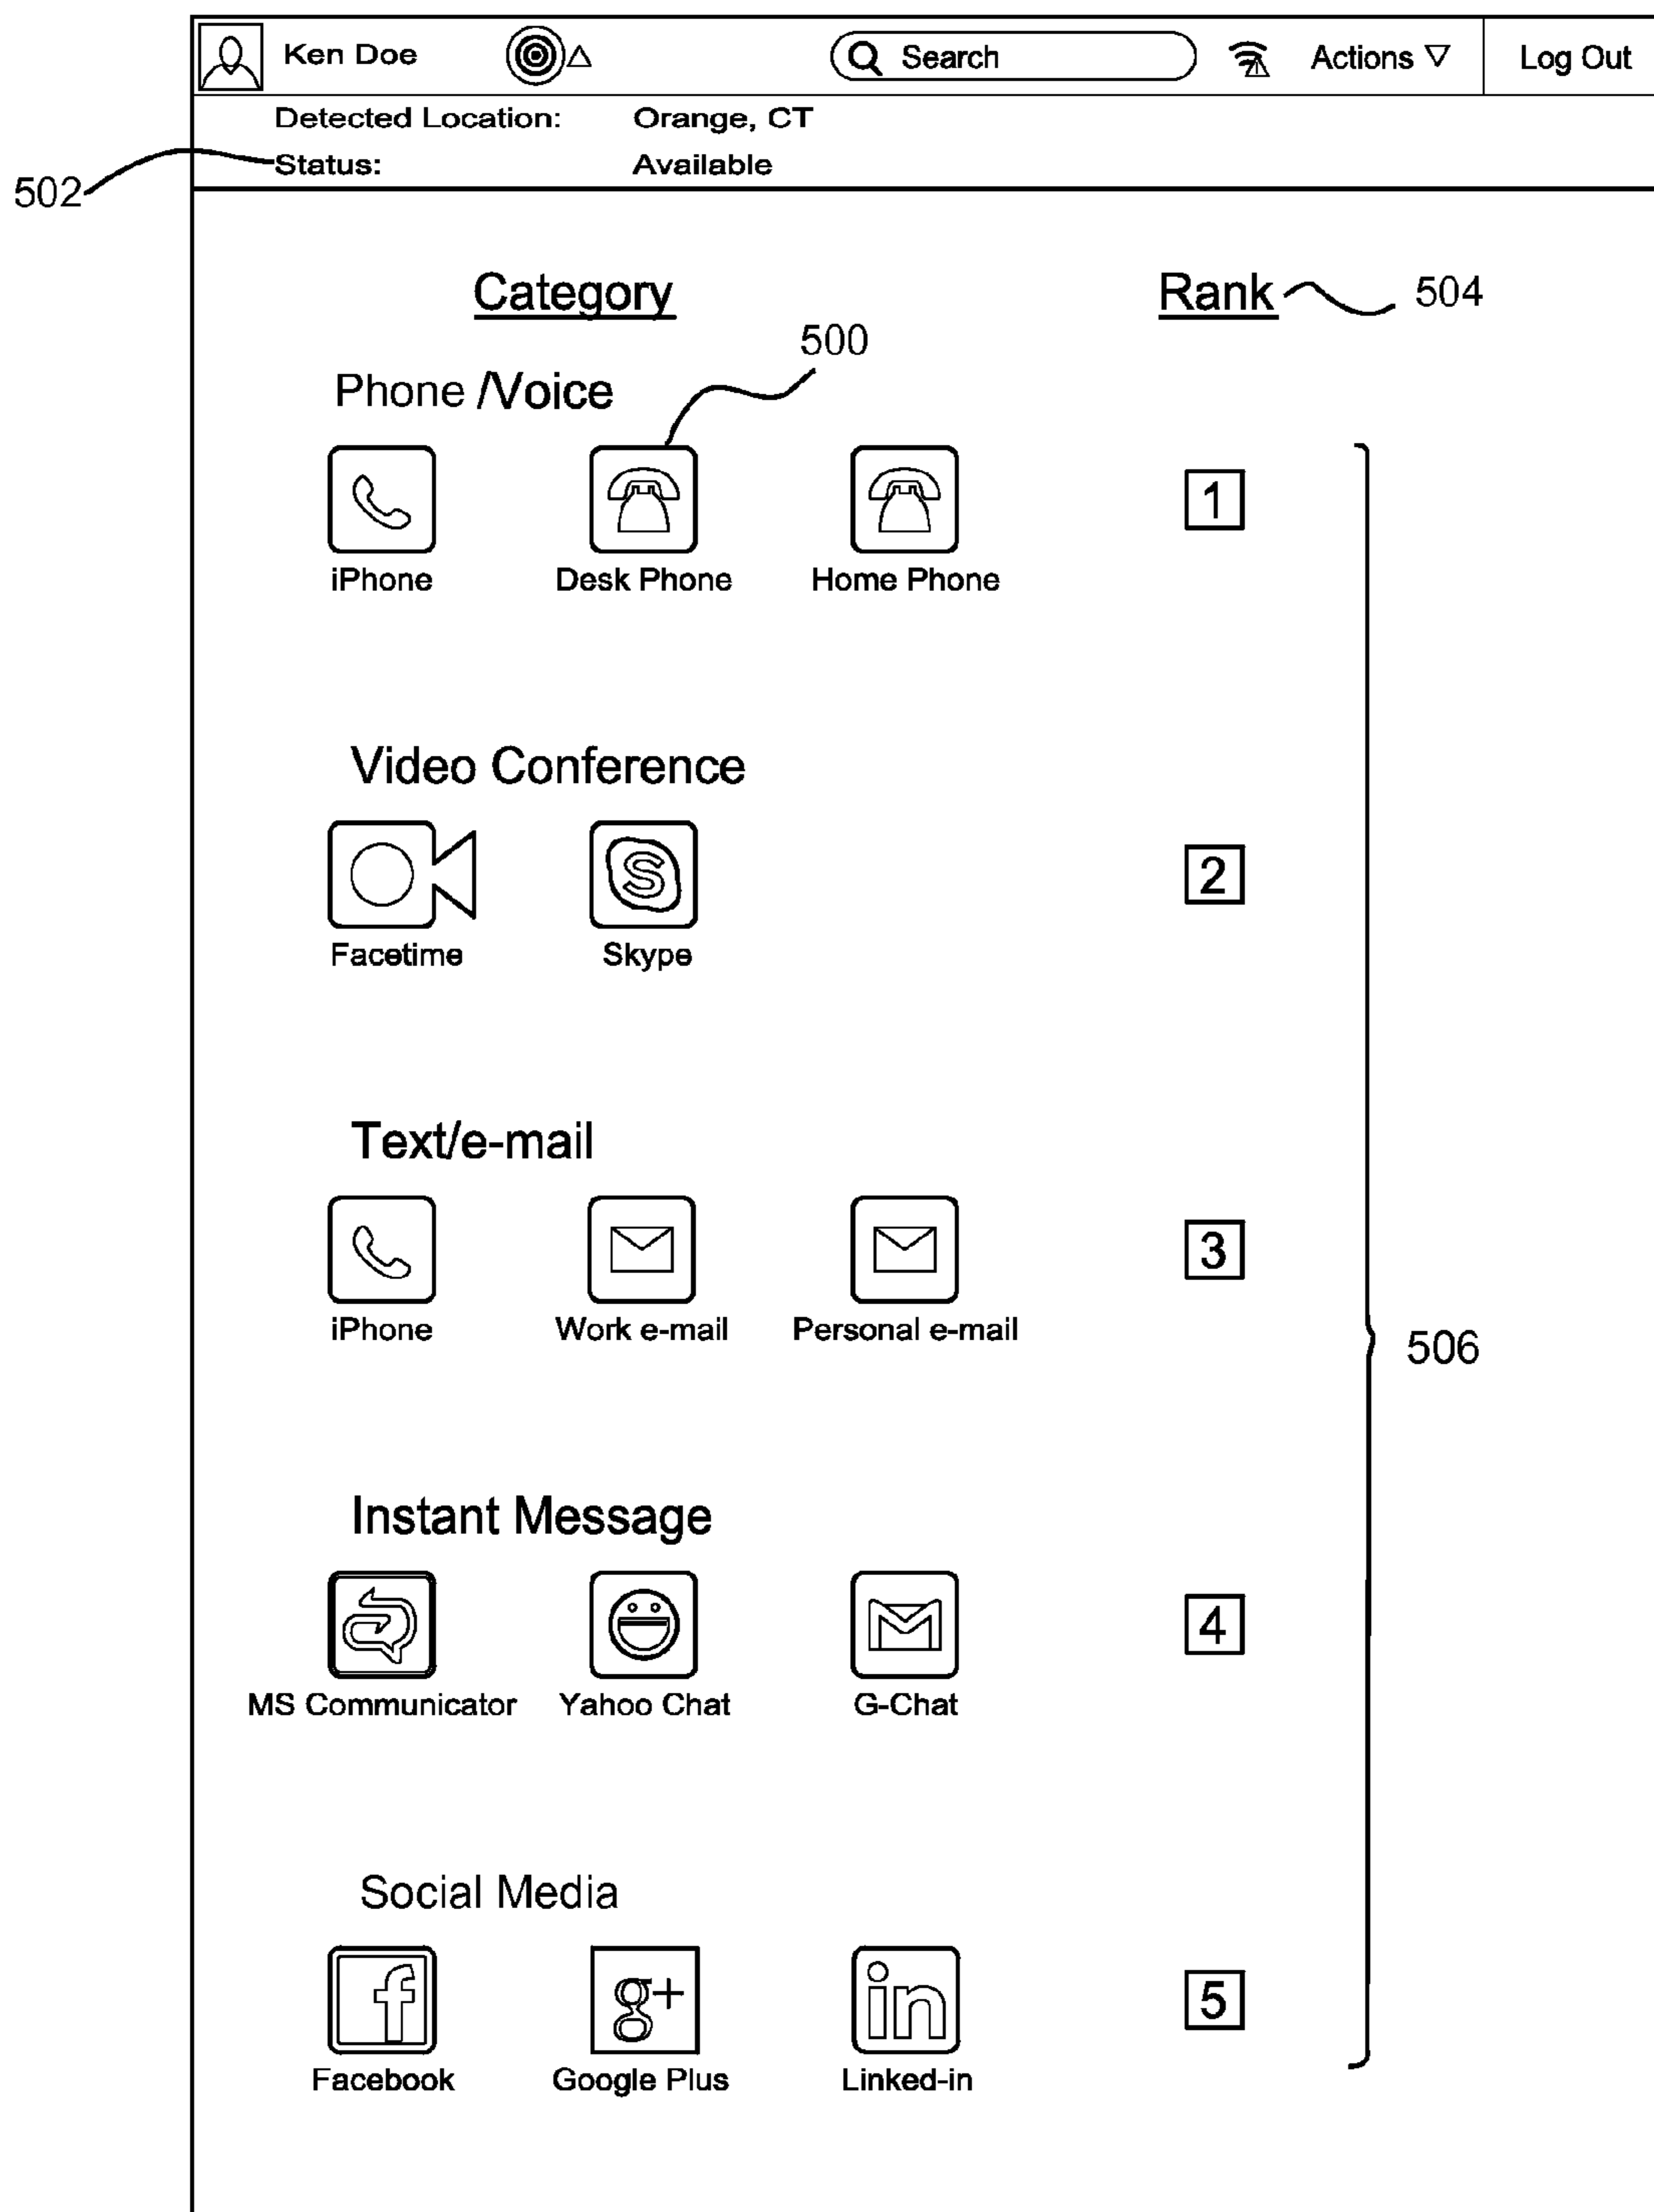 Ken Doe Search Actions Log Out
Detected Location: Orange, CT
Status: Available
502
Category Rank 504
500
Phone /Voice
1
iPhone Desk Phone Home Phone
Video Conference
S 2
Facetime Skype
Text/e-mail
3
iPhone Work e-mail Personal e-mail
506
Instant Message
4
MS Communicator Yahoo Chat G-Chat
Social Media
f g+ in 5
Facebook Google Plus Linked-in